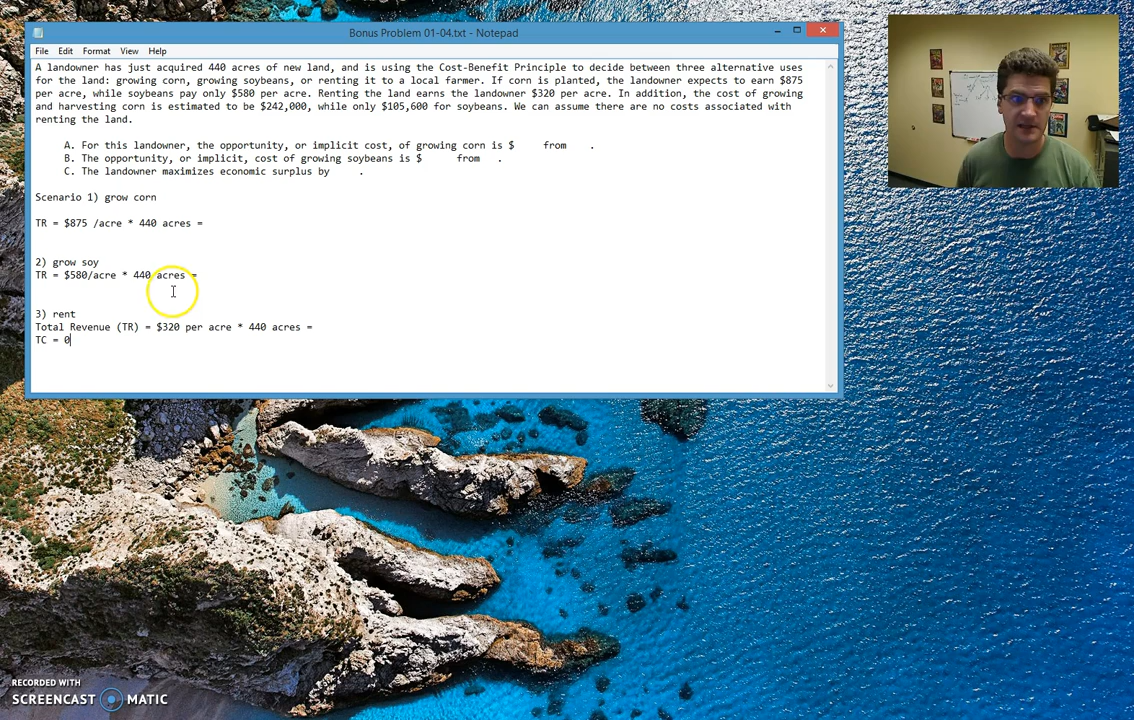 Bonus Problem 01-04.txt - Notepad
File Edit Format View Help
A landowner has just acquired 440 acres of new land, and is using the Cost-Benefit Principle to decide between three alternative uses
for the land: growing corn, growing soybeans, or renting it to a local farmer. If corn is planted, the landowner expects to earn $875
per acre, while soybeans pay only $580 per acre. Renting the land earns the landowner $320 per acre. In addition, the cost of growing
and harvesting corn is estimated to be $242,000, while only $105,600 for soybeans. We can assume there are no costs associated with
renting the land.
A. For this landowner, the opportunity, or implicit cost, of growing corn is $ from .
B. The opportunity, or implicit, cost of growing soybeans is $ from .
C. The landowner maximizes economic surplus by .
Scenario 1) grow corn
TR = $875 /acre * 440 acres =
2) grow soy
TR = $580/acre * 440 acres =
3) rent
Total Revenue (TR) = $320 per acre * 440 acres =
TC = 0
RECORDED WITH
SCREENCAST MATIC